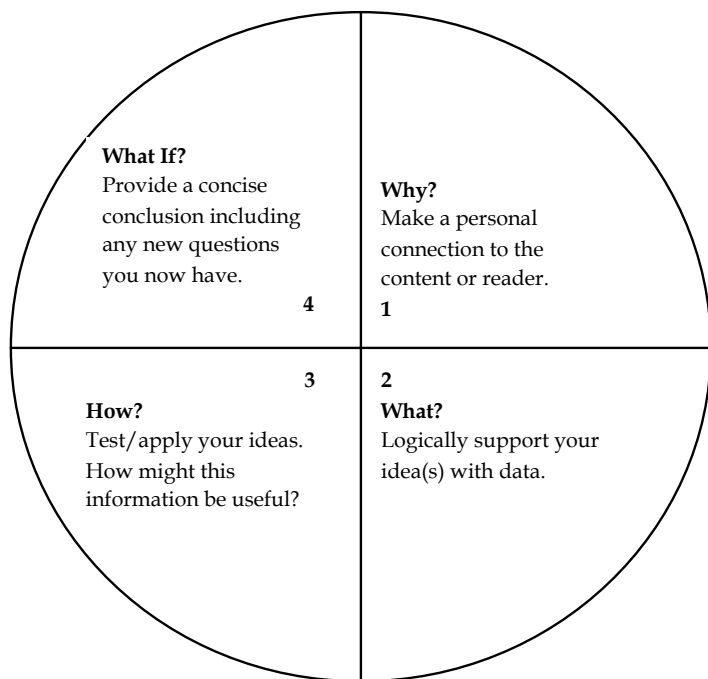 What If?
Provide a concise
conclusion including
any new questions
you now have.
4
Why?
Make a personal
connection to the
content or reader.
1
3
How?
Test/apply your ideas.
How might this
information be useful?
2
What?
Logically support your
idea(s) with data.